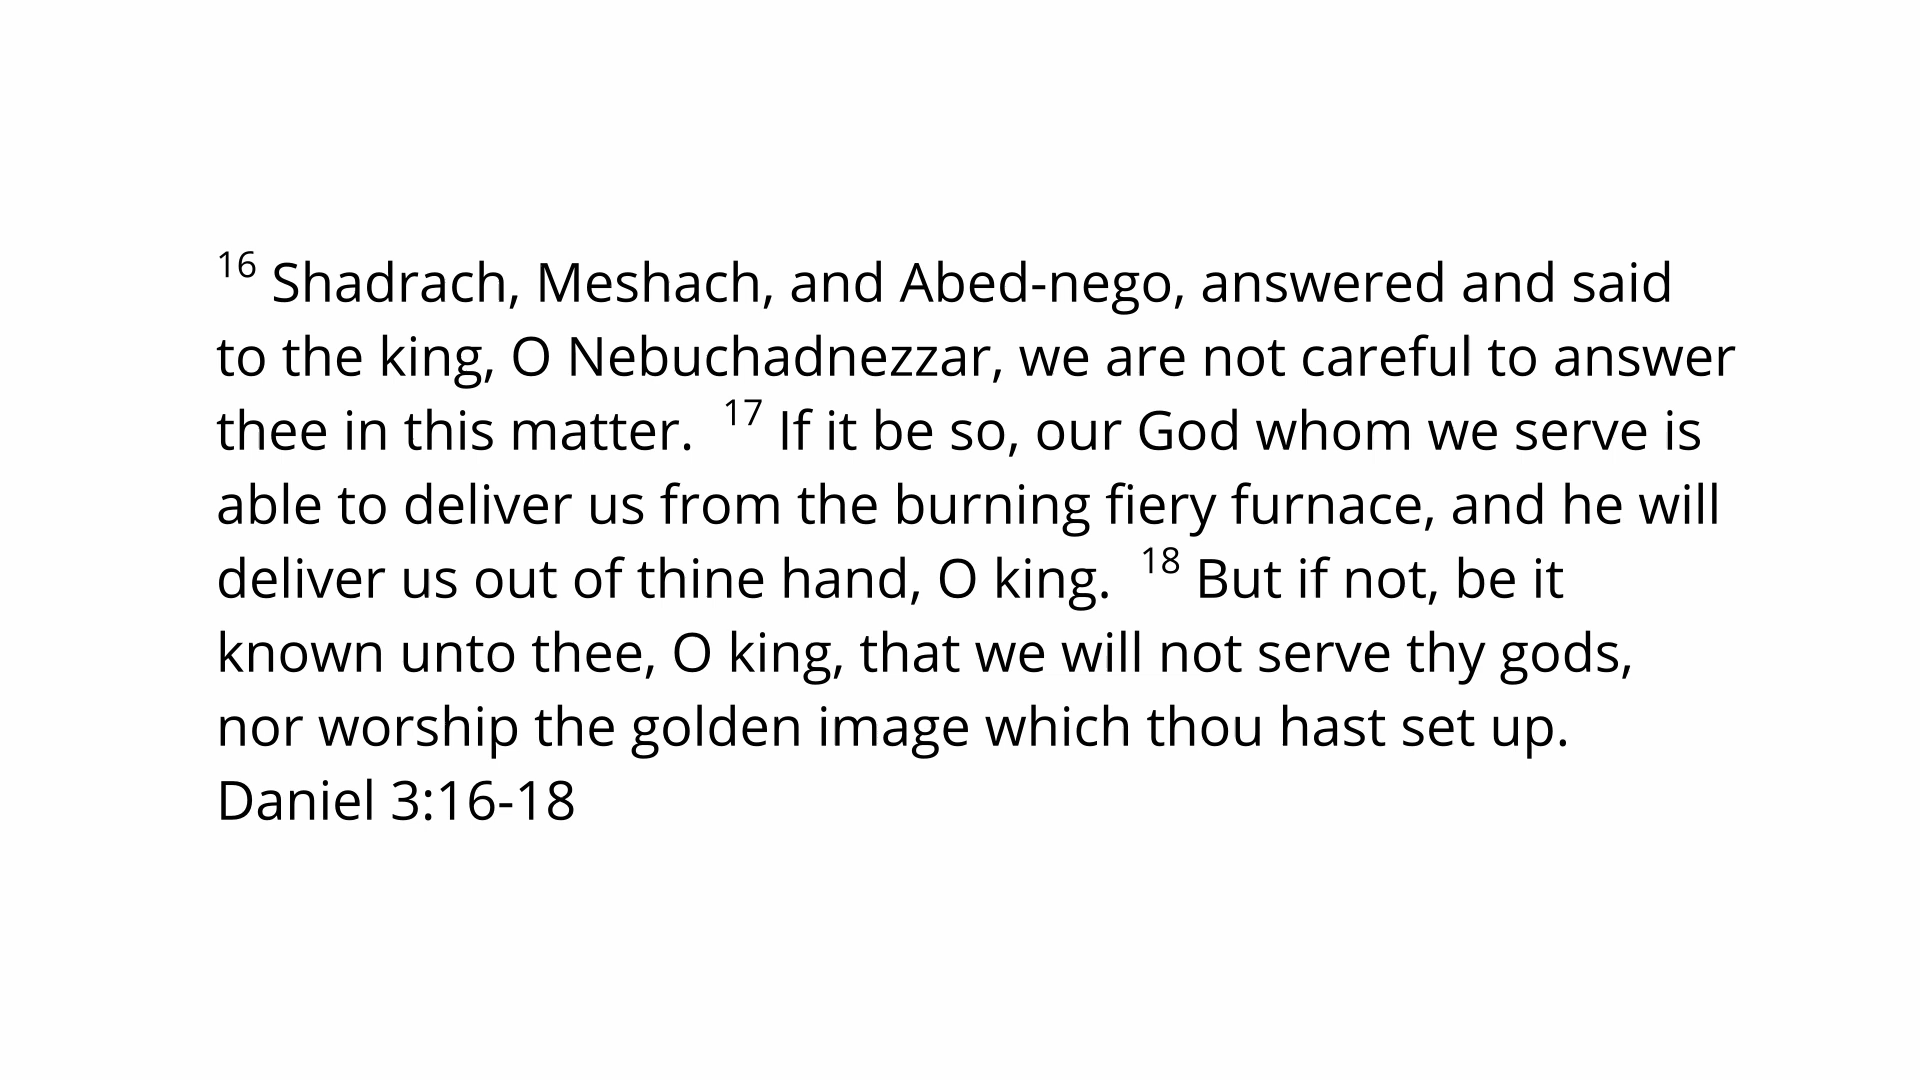 16 Shadrach, Meshach, and Abed-nego, answered and said
to the king, O Nebuchadnezzar, we are not careful to answer
thee in this matter.  17 If it be so, our God whom we serve is
able to deliver us from the burning fiery furnace, and he will
deliver us out of thine hand, O king.  18 But if not, be it
known unto thee, O king, that we will not serve thy gods,
nor worship the golden image which thou hast set up.
Daniel 3:16-18